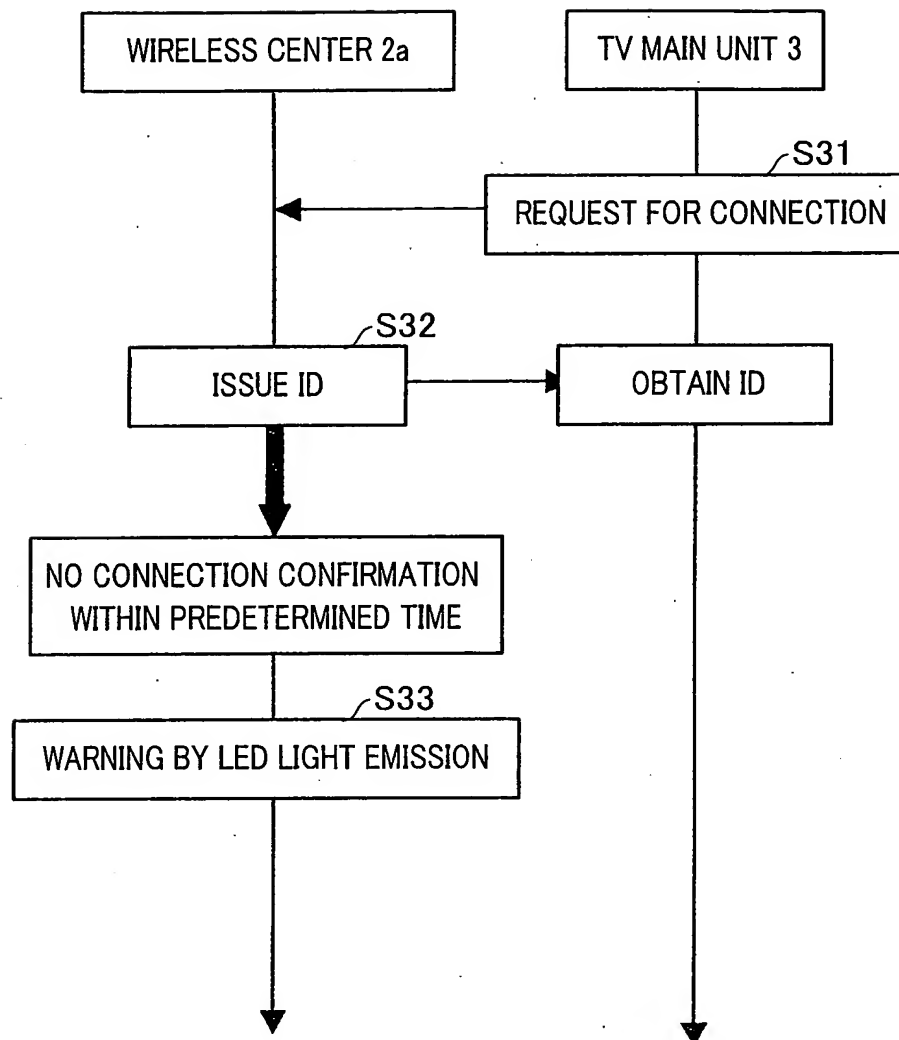 WIRELESS CENTER 2a
TV MAIN UNIT 3
S31
REQUEST FOR CONNECTION
S32
ISSUE ID
OBTAIN ID
NO CONNECTION CONFIRMATION
WITHIN PREDETERMINED TIME
S33
WARNING BY LED LIGHT EMISSION